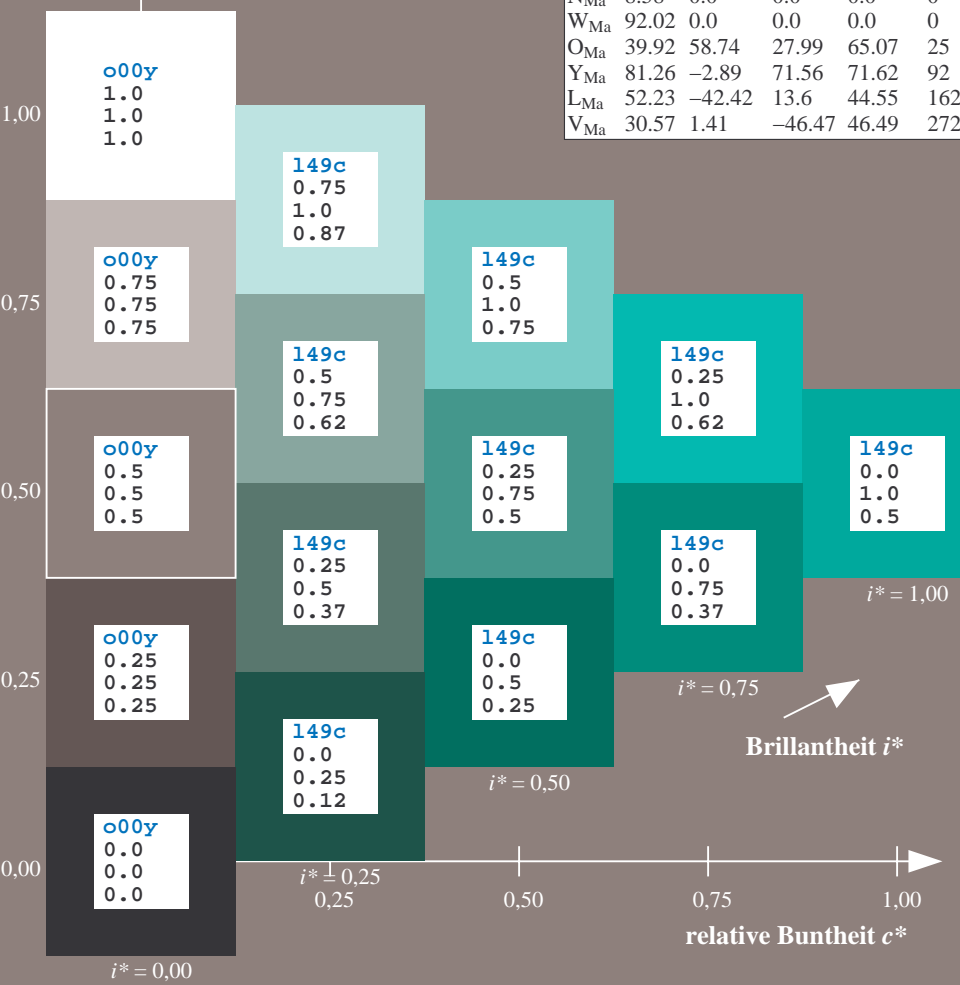 W_Ma 92.02 0.0 0.0 0.0 0
O_Ma 39.92 58.74 27.99 65.07 25
Y_Ma 81.26 −2.89 71.56 71.62 92
L_Ma 52.23 −42.42 13.6 44.55 162
V_Ma 30.57 1.41 −46.47 46.49 272
1,00
0,75
0,50
0,25
0,00
o00y
1.0
1.0
1.0
o00y
0.75
0.75
0.75
o00y
0.5
0.5
0.5
o00y
0.25
0.25
0.25
o00y
0.0
0.0
0.0
i* = 0,00
l49c
0.75
1.0
0.87
l49c
0.5
0.75
0.62
l49c
0.25
0.5
0.37
l49c
0.0
0.25
0.12
i* = 0,25
l49c
0.5
1.0
0.75
l49c
0.25
0.75
0.5
l49c
0.0
0.5
0.25
i* = 0,50
l49c
0.25
1.0
0.62
l49c
0.0
0.75
0.37
i* = 0,75
l49c
0.0
1.0
0.5
i* = 1,00
Brillantheit i*
0,25 0,50 0,75 1,00
relative Buntheit c*